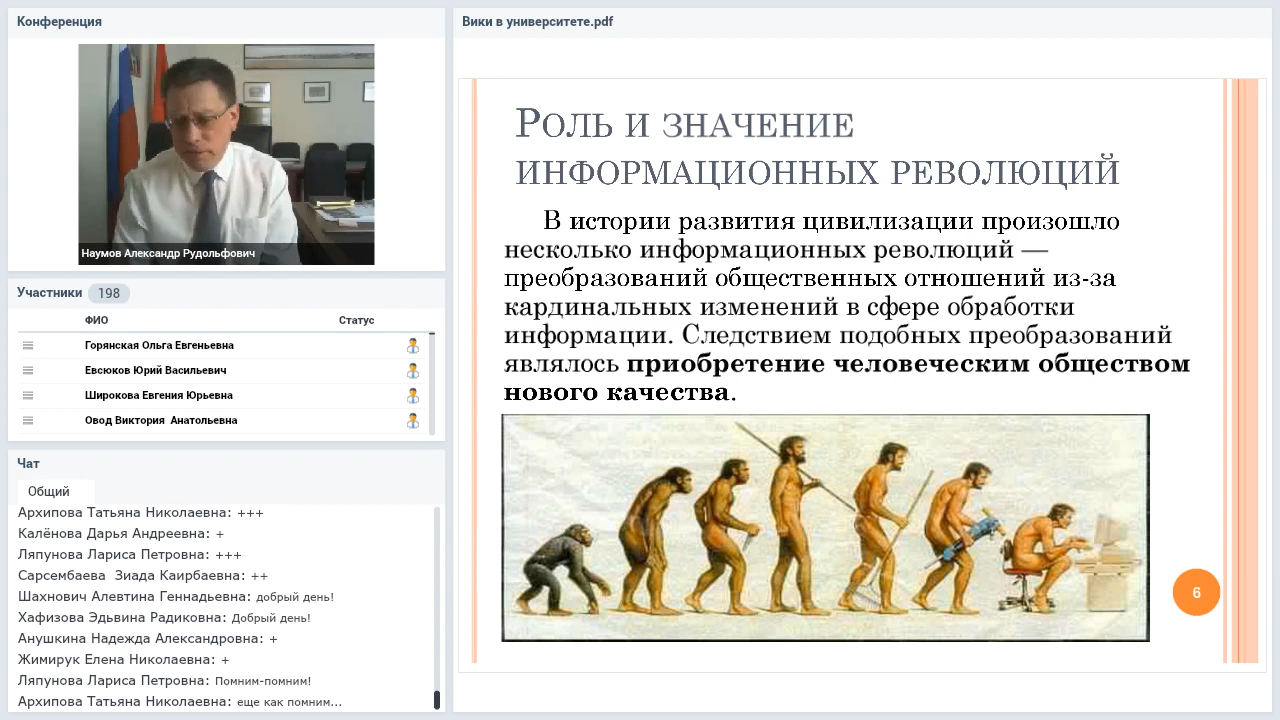 Конференция
Наумов Александр Рудольфович
Участники 198
ФИО Статус
Горянская Ольга Евгеньевна
Евсюков Юрий Васильевич
Широкова Евгения Юрьевна
Овод Виктория Анатольевна
Чат
Общий
Архипова Татьяна Николаевна: +++
Калёнова Дарья Андреевна: +
Ляпунова Лариса Петровна: +++
Сарсембаева Зиада Каирбаевна: ++
Шахнович Алевтина Геннадьевна: добрый день!
Хафизова Эдьвина Радиковна: Добрый день!
Анушкина Надежда Александровна: +
Жимирук Елена Николаевна: +
Ляпунова Лариса Петровна: Помним-помним!
Архипова Татьяна Николаевна: еще как помним...
Вики в университете.pdf
Роль и значение
информационных революций
В истории развития цивилизации произошло
несколько информационных революций —
преобразований общественных отношений из-за
кардинальных изменений в сфере обработки
информации. Следствием подобных преобразований
являлось приобретение человеческим обществом
нового качества.
6